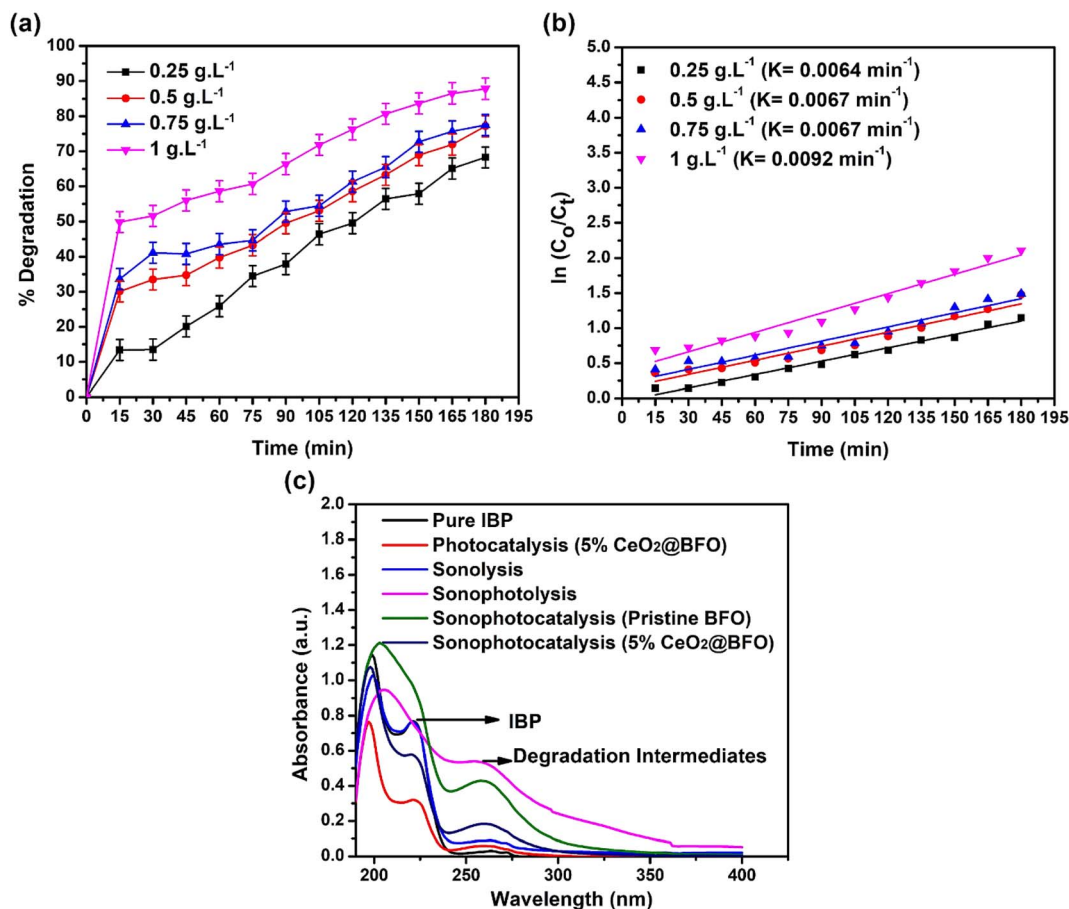 (a)
100
90
80
70
60
50
40
30
20
10
0
% Degradation
0.25 g.L⁻¹
0.5 g.L⁻¹
0.75 g.L⁻¹
1 g.L⁻¹
0 15 30 45 60 75 90 105 120 135 150 165 180 195
Time (min)
(b)
5.0
4.5
4.0
3.5
3.0
2.5
2.0
1.5
1.0
0.5
0.0
ln (C₀/Cₜ)
0.25 g.L⁻¹ (K= 0.0064 min⁻¹)
0.5 g.L⁻¹ (K= 0.0067 min⁻¹)
0.75 g.L⁻¹ (K= 0.0067 min⁻¹)
1 g.L⁻¹ (K= 0.0092 min⁻¹)
0 15 30 45 60 75 90 105 120 135 150 165 180 195
Time (min)
(c)
2.0
1.8
1.6
1.4
1.2
1.0
0.8
0.6
0.4
0.2
0.0
Absorbance (a.u.)
Pure IBP
Photocatalysis (5% CeO₂@BFO)
Sonolysis
Sonophotolysis
Sonophotocatalysis (Pristine BFO)
Sonophotocatalysis (5% CeO₂@BFO)
IBP
Degradation Intermediates
200 250 300 350 400
Wavelength (nm)